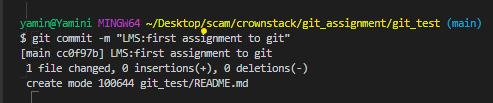 yamin@Yamini MINGW64 ~/Desktop/scam/crownstack/git_assignment/git_test (main)
$ git commit -m "LMS:first assignment to git"
[main cc0f97b] LMS:first assignment to git
 1 file changed, 0 insertions(+), 0 deletions(-)
 create mode 100644 git_test/README.md